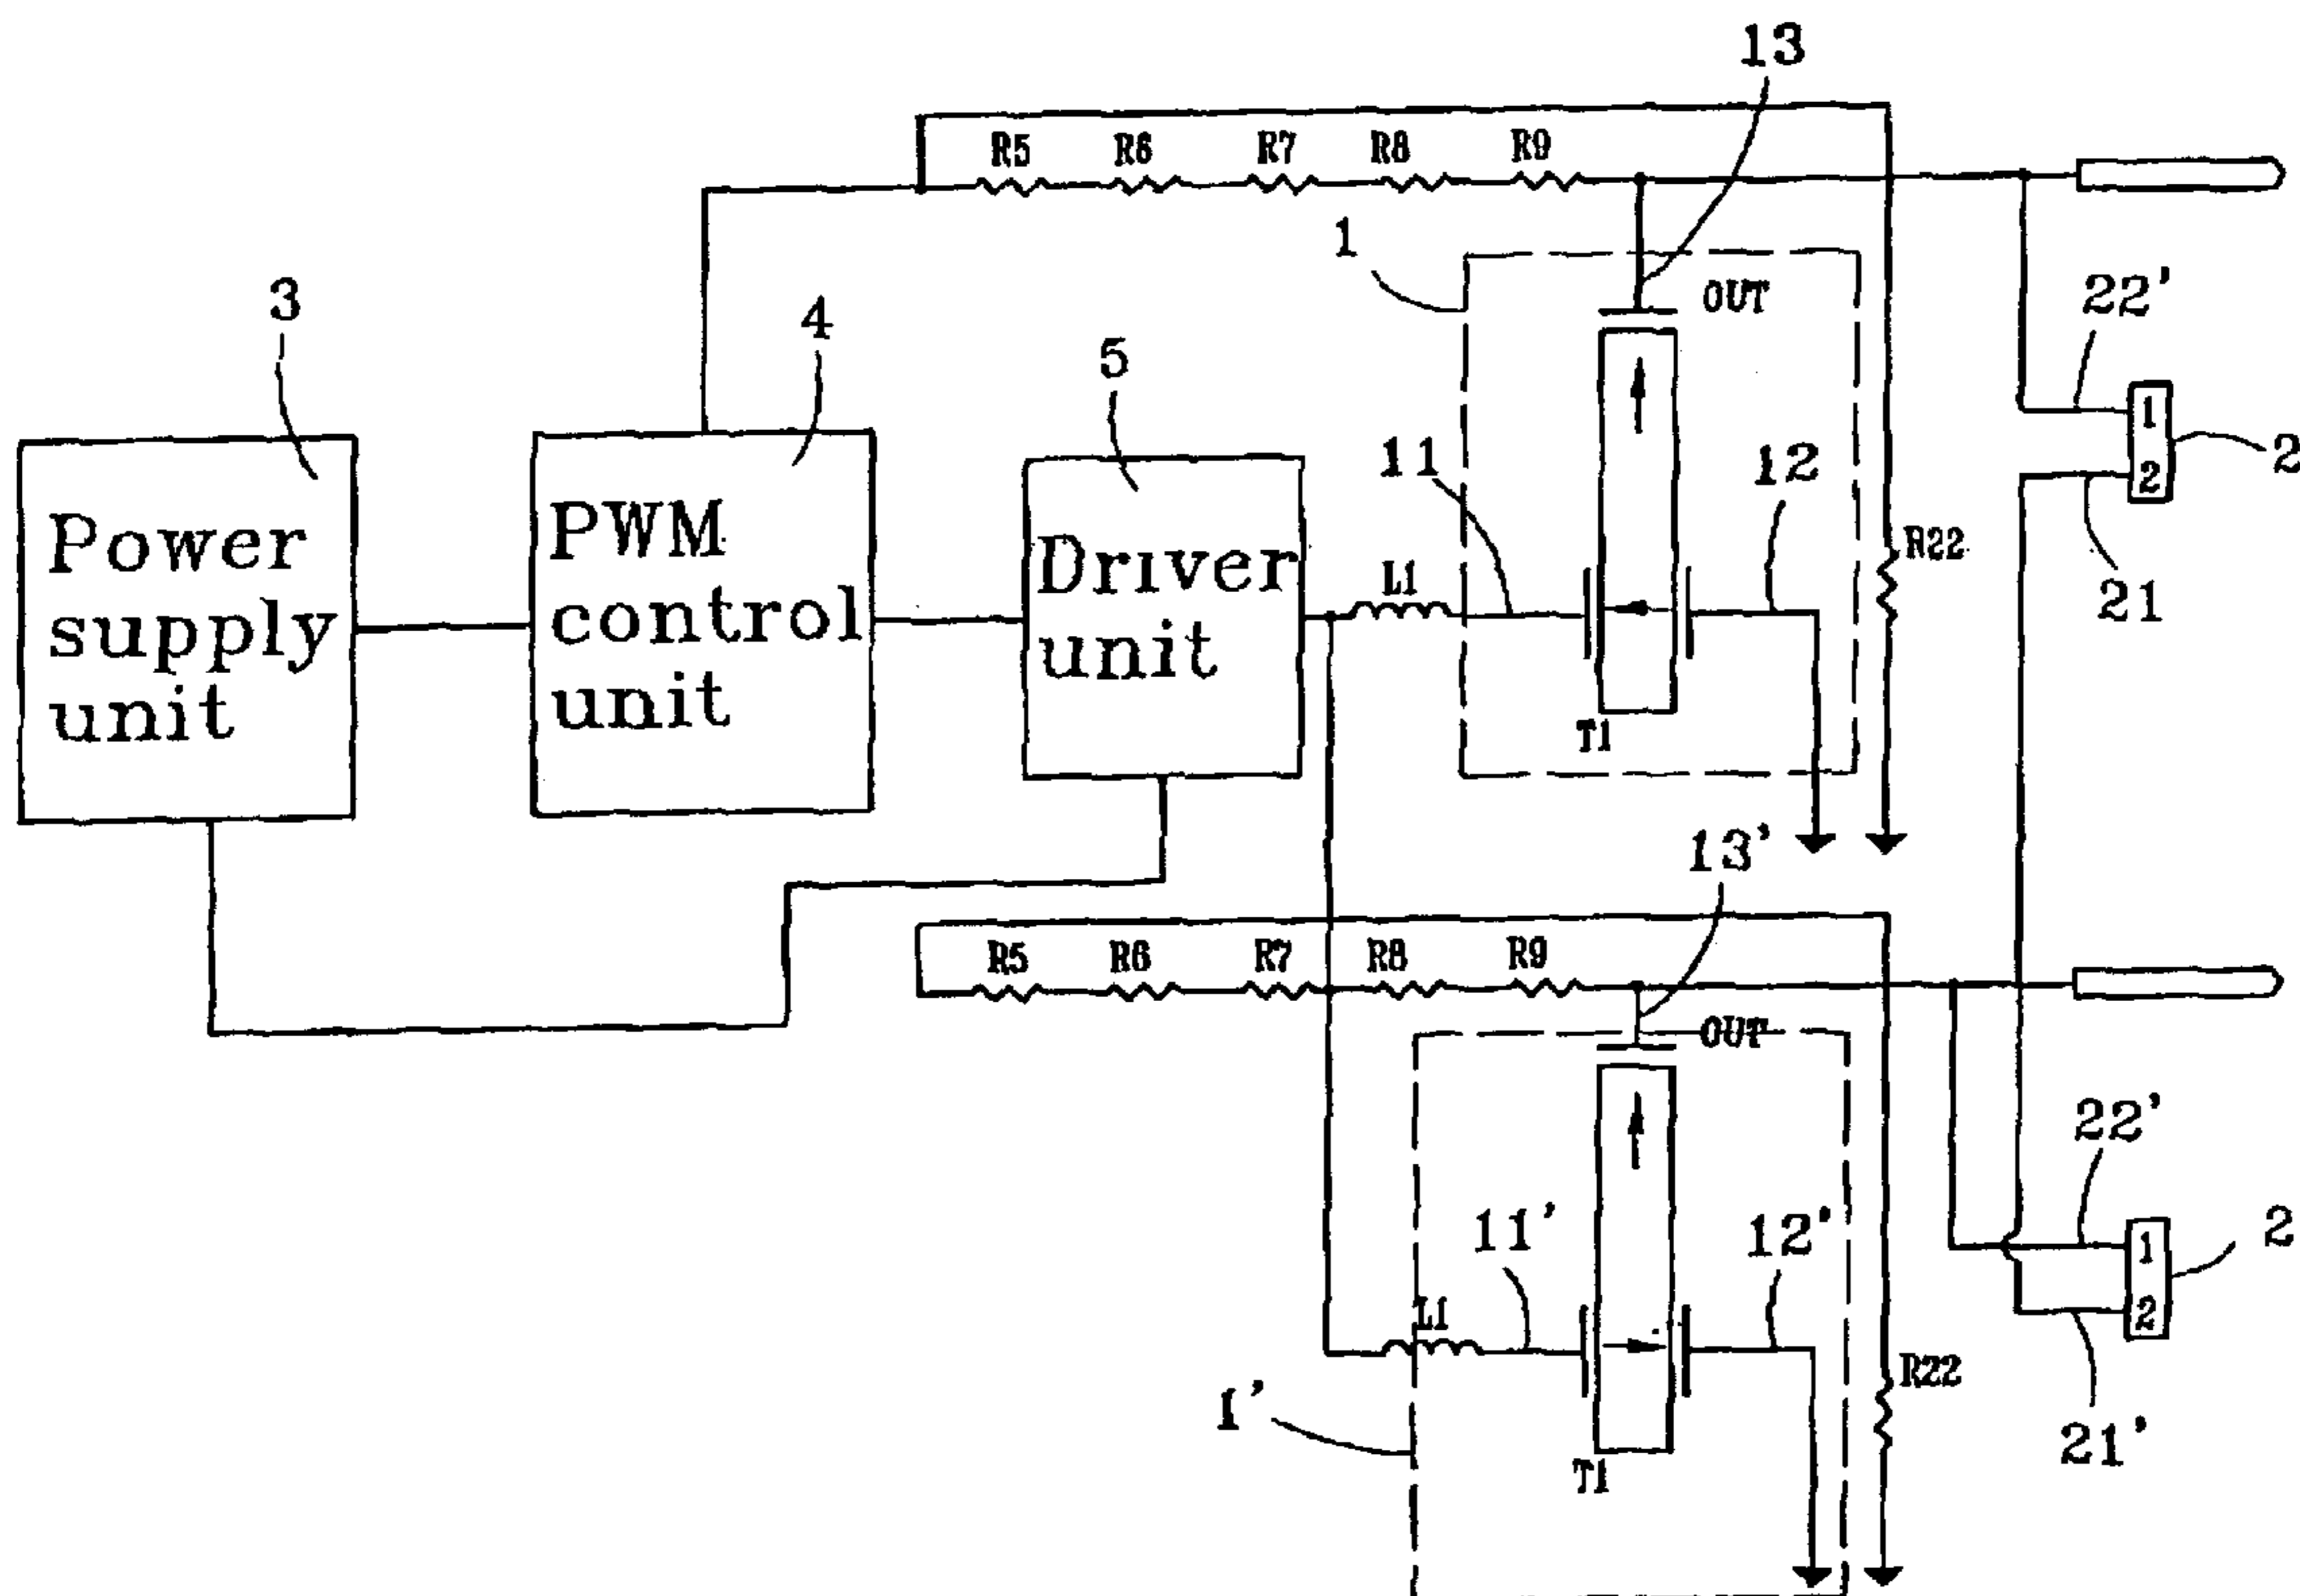 13
R5 R6 R7 R8 R9
1
OUT
22'
3
4
5
1
2
2
11
12
Power
supply
unit
PWM
control
unit
Driver
unit
L1
R22
21
T1
13'
R5 R6 R7 R8 R9
OUT
22'
11'
12'
1
2
2
L1
R22
1'
21'
T1